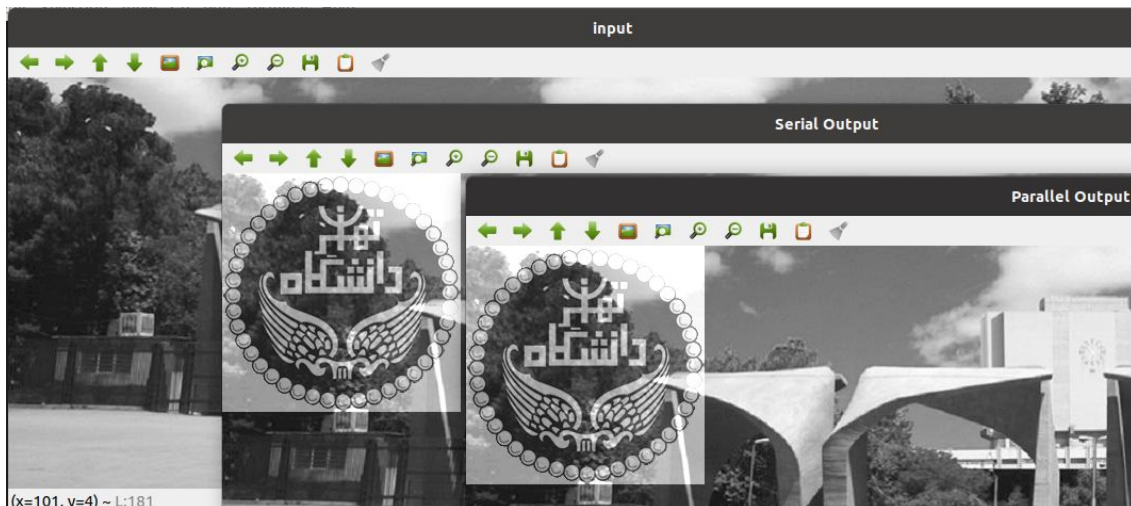 input
Serial Output
Parallel Output
تهران
دانشگاه
تهران
دانشگاه
(x=101, y=4) ~ L:181